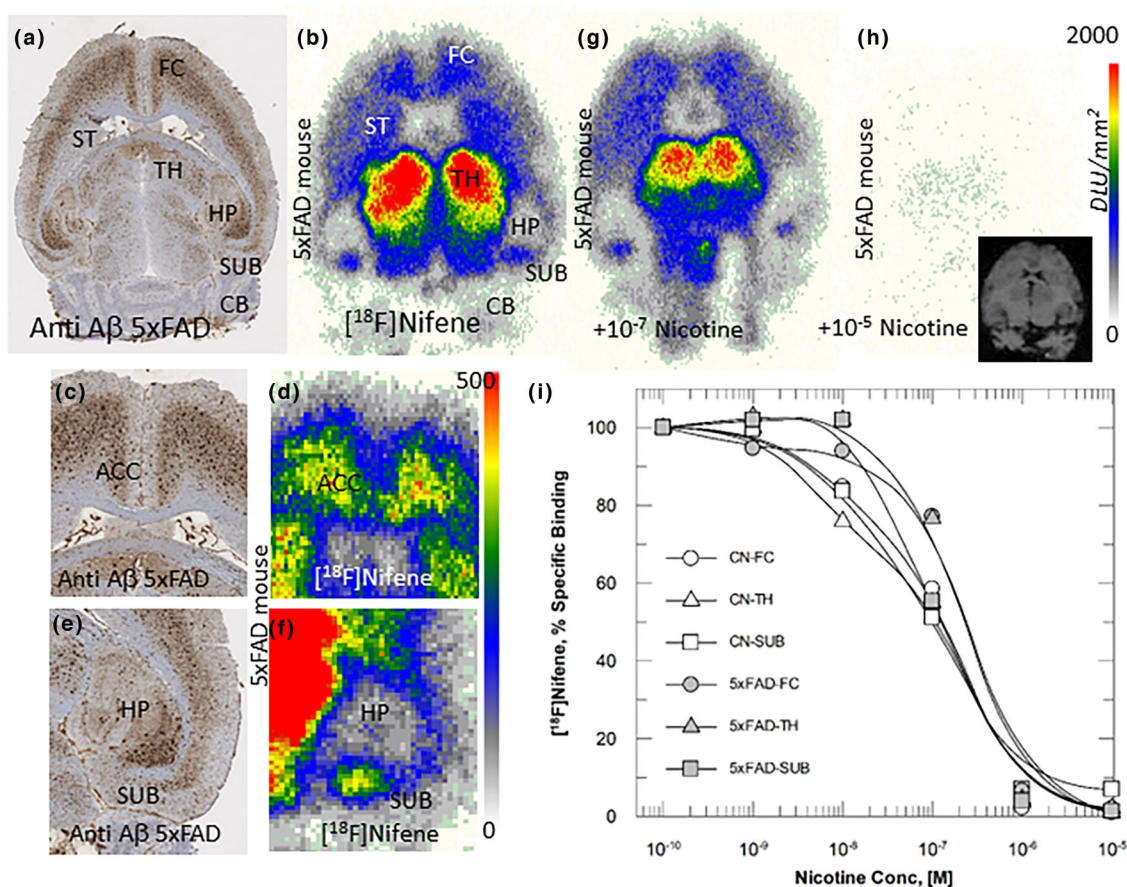 (a)
FC
ST
TH
HP
SUB
CB
Anti Aβ 5xFAD
(b)
5xFAD mouse
FC
ST
TH
HP
SUB
CB
[¹⁸F]Nifene
(g)
5xFAD mouse
+10⁻⁷ Nicotine
(h)
5xFAD mouse
+10⁻⁵ Nicotine
2000
DLU/mm²
0
(c)
ACC
Anti Aβ 5xFAD
(d)
ACC
[¹⁸F]Nifene
500
5xFAD mouse
(e)
HP
SUB
Anti Aβ 5xFAD
(f)
HP
SUB
[¹⁸F]Nifene
0
(i)
[¹⁸F]Nifene, % Specific Binding
100
80
60
40
20
0
CN-FC
CN-TH
CN-SUB
5xFAD-FC
5xFAD-TH
5xFAD-SUB
10⁻¹⁰ 10⁻⁹ 10⁻⁸ 10⁻⁷ 10⁻⁶ 10⁻⁵
Nicotine Conc, [M]